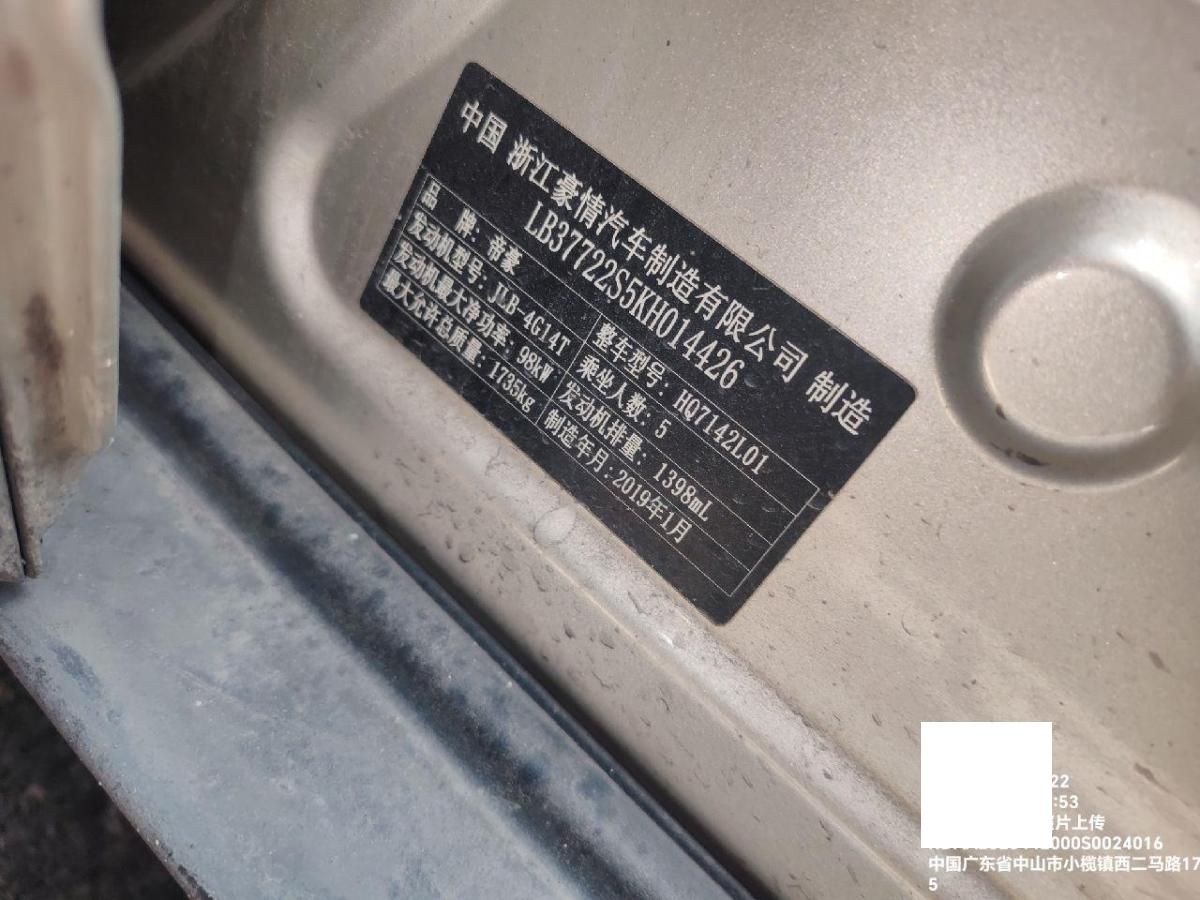 中国 浙江豪情汽车制造有限公司 制造
LB37722S5KH014426
品 牌: 帝豪
整车型号: HQ7142L01
发动机型号: JLB-4G14T
乘坐人数: 5
发动机最大净功率: 98kW
发动机排量: 1398mL
最大允许总质量: 1735kg
制造年月: 2019年1月
22
:53
片上传
000S0024016
中国广东省中山市小榄镇西二马路17
5